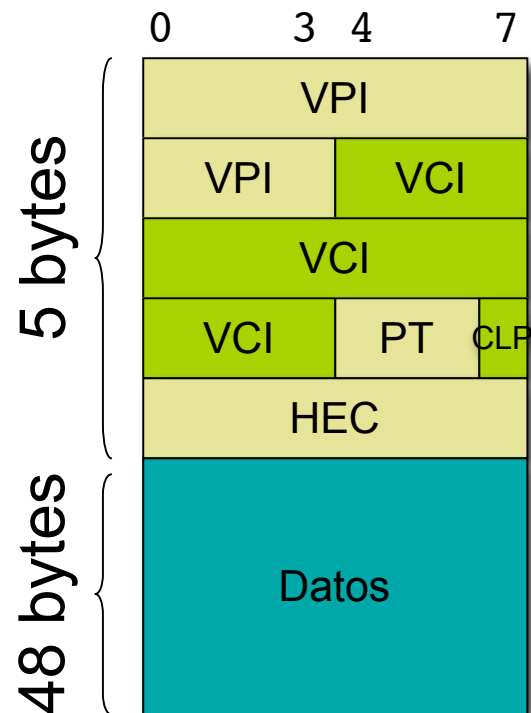 0 3 4 7
VPI
VPI VCI
VCI
VCI PT CLP
HEC
5 bytes
Datos
48 bytes